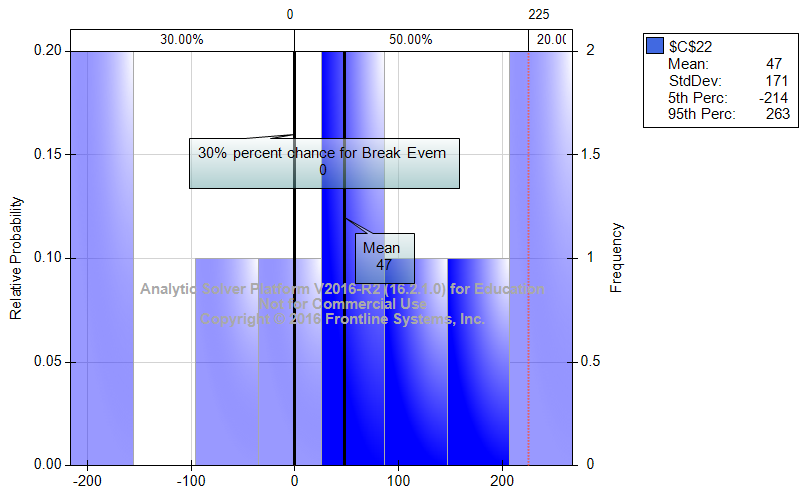 0 225
30.00% 50.00% 20.00
$C$22
Mean: 47
StdDev: 171
5th Perc: -214
95th Perc: 263
0.20 2
0.15 1.5
0.10 1
0.05 0.5
0.00 0
30% percent chance for Break Evem
0
Mean
47
Relative Probability
Frequency
Analytic Solver Platform V2016-R2 (16.2.1.0) for Education
Not for Commercial Use
Copyright © 2016 Frontline Systems, Inc.
-200 -100 0 100 200